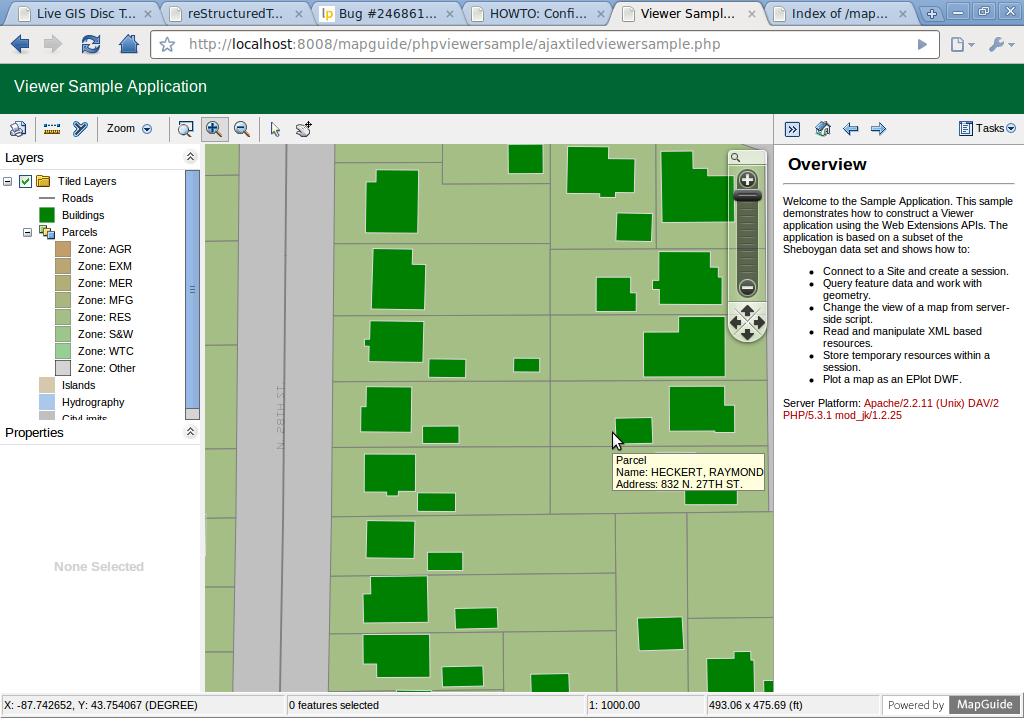 Live GIS Disc T...
reStructuredT...
lp Bug #246861...
HOWTO: Confi...
Viewer Sampl...
Index of /map...
http://localhost:8008/mapguide/phpviewersample/ajaxtiledviewersample.php
Viewer Sample Application
Zoom
Tasks
Layers
Tiled Layers
Roads
Buildings
Parcels
Zone: AGR
Zone: EXM
Zone: MER
Zone: MFG
Zone: RES
Zone: S&W
Zone: WTC
Zone: Other
Islands
Hydrography
CityLimits
Properties
None Selected
N. 28TH ST.
Parcel
Name: HECKERT, RAYMOND
Address: 832 N. 27TH ST.
Overview
Welcome to the Sample Application. This sample
demonstrates how to construct a Viewer
application using the Web Extensions APIs. The
application is based on a subset of the
Sheboygan data set and shows how to:
• Connect to a Site and create a session.
• Query feature data and work with
geometry.
• Change the view of a map from server-
side script.
• Read and manipulate XML based
resources.
• Store temporary resources within a
session.
• Plot a map as an EPlot DWF.
Server Platform: Apache/2.2.11 (Unix) DAV/2
PHP/5.3.1 mod_jk/1.2.25
X: -87.742652, Y: 43.754067 (DEGREE)
0 features selected
1: 1000.00
493.06 x 475.69 (ft)
Powered by MapGuide